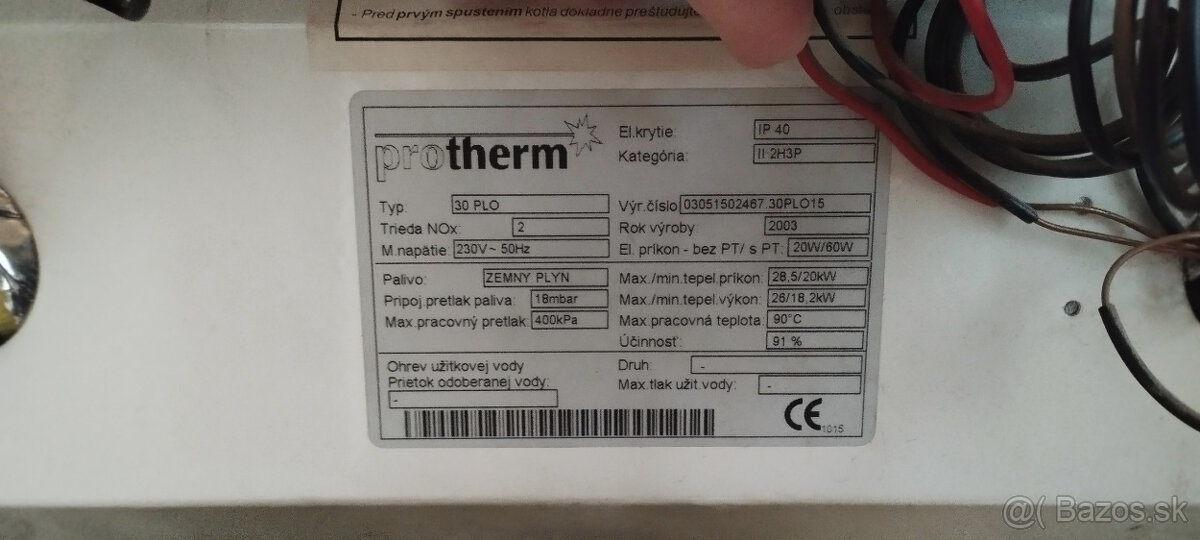 - Pred prvým spustením kotla dôkladne preštudujte
protherm
El.krytie: IP 40
Kategória: II 2H3P
Typ: 30 PLO
Výr.číslo 03051502467.30PLO15
Trieda NOx: 2
Rok výroby: 2003
M.napätie: 230V~ 50Hz
El. príkon - bez PT/ s PT: 20W/60W
Palivo: ZEMNY PLYN
Max./min.tepel.príkon: 28,5/20kW
Pripoj pretlak paliva: 18mbar
Max./min.tepel.výkon: 26/18,2kW
Max.pracovný pretlak: 400kPa
Max.pracovná teplota: 90°C
Účinnosť: 91 %
Ohrev užitkovej vody
Druh: -
Prietok odoberanej vody:
Max.tlak užit.vody: -
-
CE 1015
@( Bazos.sk